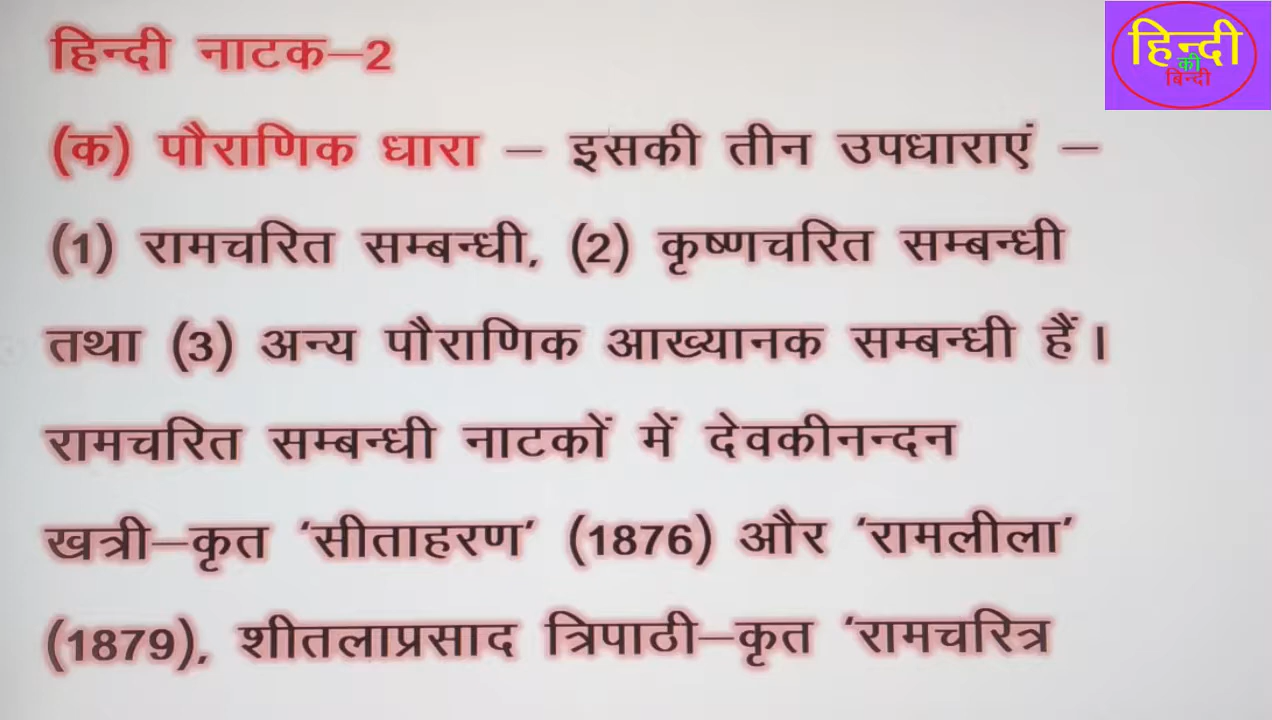 हिन्दी नाटक–2
हिन्दी
की
बिन्दी
(क) पौराणिक धारा – इसकी तीन उपधाराएं –
(1) रामचरित सम्बन्धी, (2) कृष्णचरित सम्बन्धी
तथा (3) अन्य पौराणिक आख्यानक सम्बन्धी हैं।
रामचरित सम्बन्धी नाटकों में देवकीनन्दन
खत्री–कृत ‘सीताहरण’ (1876) और ‘रामलीला’
(1879), शीतलाप्रसाद त्रिपाठी–कृत ‘रामचरित्र